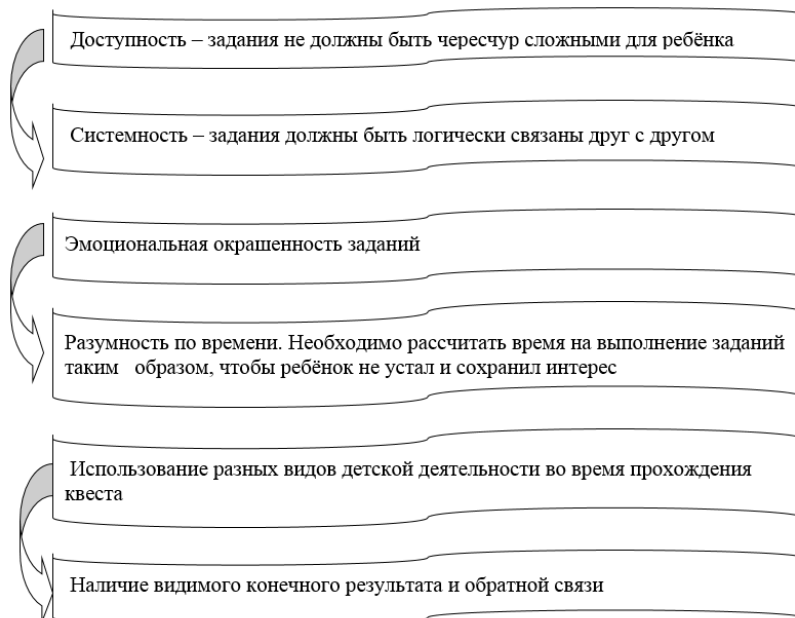 Доступность – задания не должны быть чересчур сложными для ребёнка
Системность – задания должны быть логически связаны друг с другом
Эмоциональная окрашенность заданий
Разумность по времени. Необходимо рассчитать время на выполнение заданий
таким образом, чтобы ребёнок не устал и сохранил интерес
Использование разных видов детской деятельности во время прохождения
квеста
Наличие видимого конечного результата и обратной связи